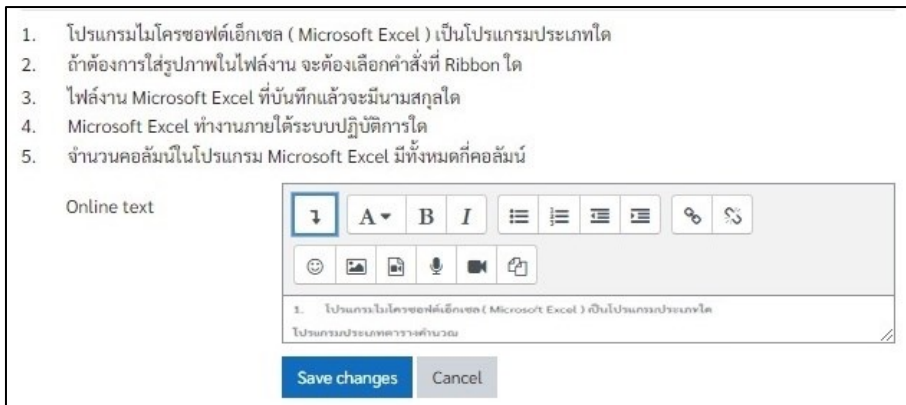 1. โปรแกรมไมโครซอฟต์เอ็กเซล ( Microsoft Excel ) เป็นโปรแกรมประเภทใด
2. ถ้าต้องการใส่รูปภาพในไฟล์งาน จะต้องเลือกคำสั่งที่ Ribbon ใด
3. ไฟล์งาน Microsoft Excel ที่บันทึกแล้วจะมีนามสกุลใด
4. Microsoft Excel ทำงานภายใต้ระบบปฏิบัติการใด
5. จำนวนคอลัมน์ในโปรแกรม Microsoft Excel มีทั้งหมดกี่คอลัมน์
Online text
A B I
1. โปรแกรมไมโครซอฟต์เอ็กเซล ( Microsoft Excel ) เป็นโปรแกรมประเภทใด
โปรแกรมประเภทตารางคำนวณ
Save changes Cancel